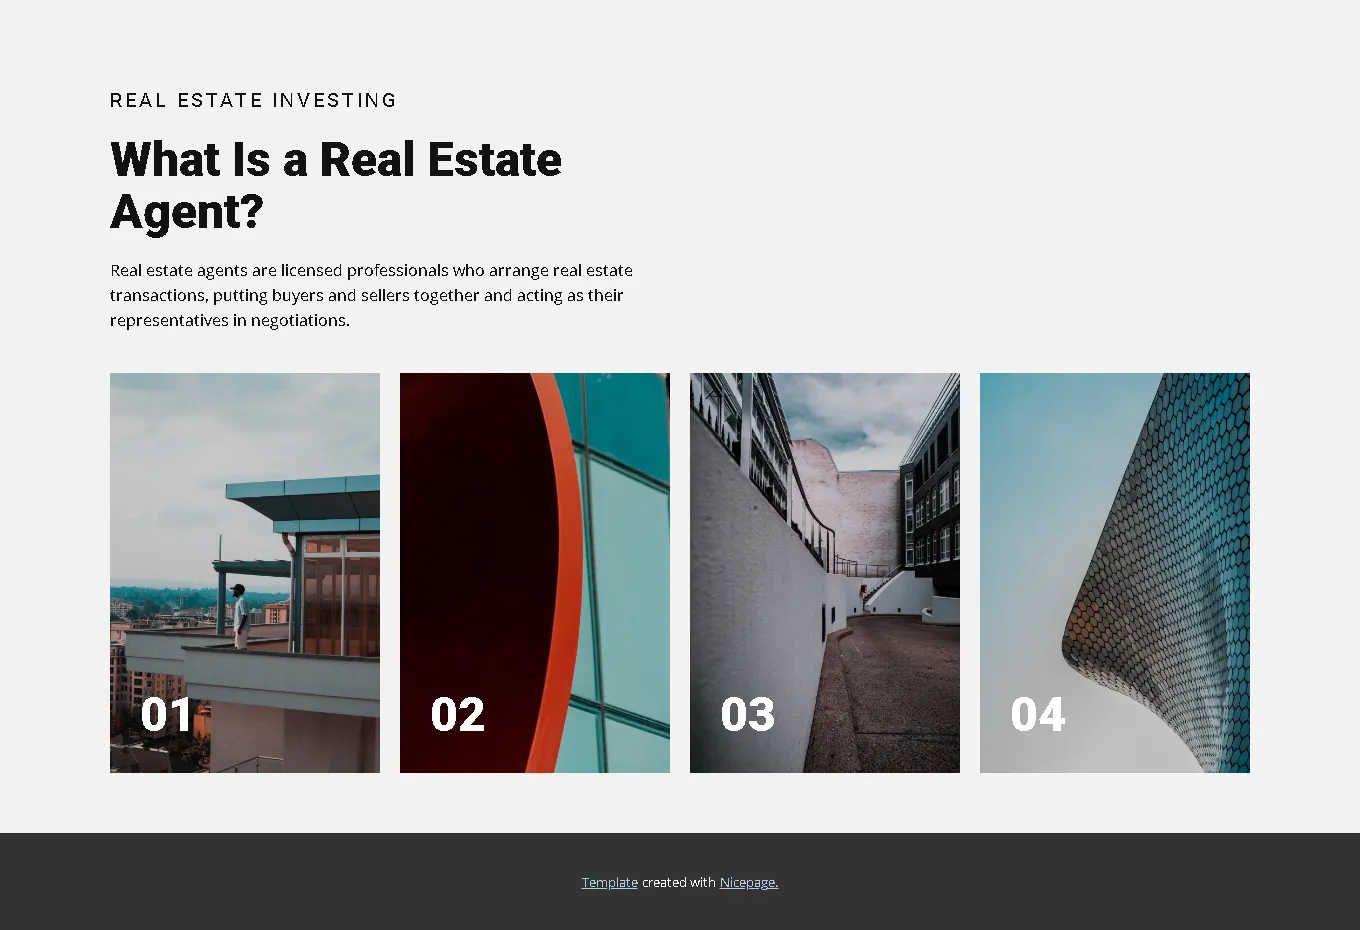 REAL ESTATE INVESTING
What Is a Real Estate
Agent?
Real estate agents are licensed professionals who arrange real estate
transactions, putting buyers and sellers together and acting as their
representatives in negotiations.
01
02
03
04
Template created with Nicepage.